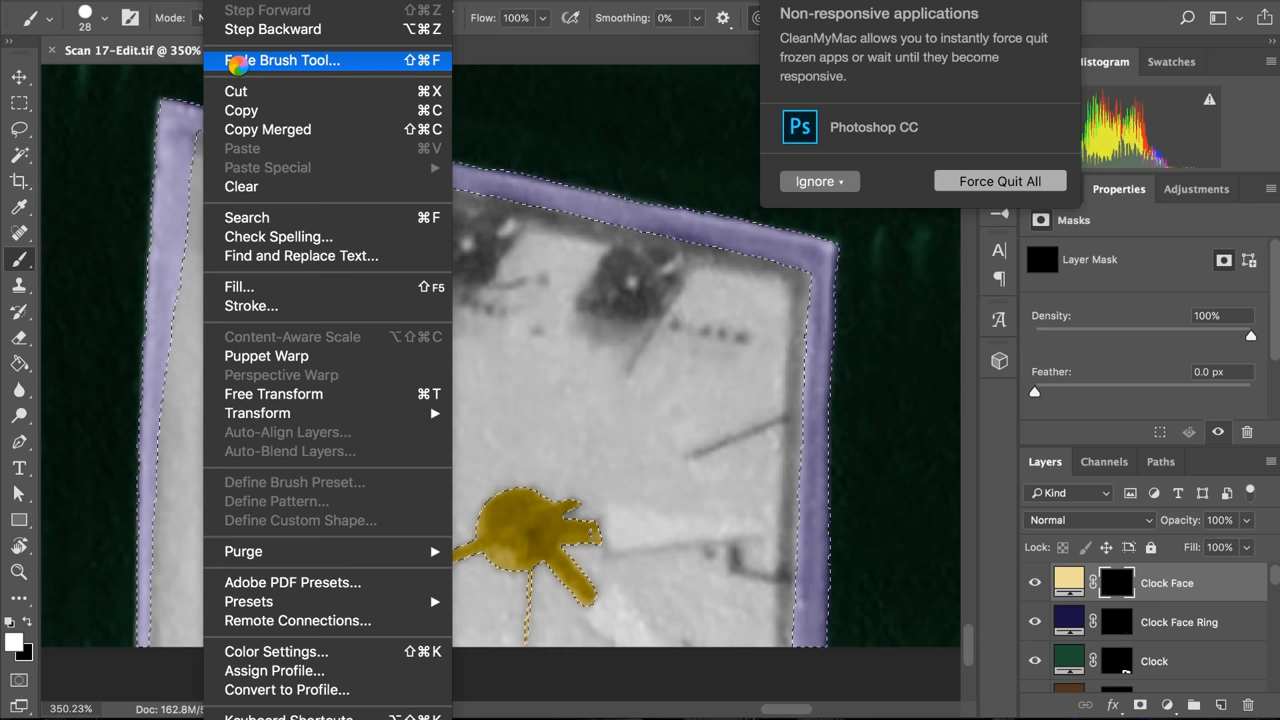 28
Mode:
Flow: 100%
Smoothing: 0%
× Scan 17-Edit.tif @ 350%
Step Forward ⇧⌘Z
Step Backward ⌥⌘Z
Brush Tool... ⇧⌘F
Cut ⌘X
Copy ⌘C
Copy Merged ⇧⌘C
Paste ⌘V
Paste Special
Clear
Search ⌘F
Check Spelling...
Find and Replace Text...
Fill... ⇧F5
Stroke...
Content-Aware Scale ⌥⇧⌘C
Puppet Warp
Perspective Warp
Free Transform ⌘T
Transform
Auto-Align Layers...
Auto-Blend Layers...
Define Brush Preset...
Define Pattern...
Define Custom Shape...
Purge
Adobe PDF Presets...
Presets
Remote Connections...
Color Settings... ⇧⌘K
Assign Profile...
Convert to Profile...
Keyboard Shortcuts ⌥⇧⌘K
Non-responsive applications
CleanMyMac allows you to instantly force quit
frozen apps or wait until they become
responsive.
Ps Photoshop CC
Ignore
Force Quit All
Histogram
Swatches
Properties
Adjustments
Masks
Layer Mask
Density: 100%
Feather: 0.0 px
Layers
Channels
Paths
Kind
Normal
Opacity: 100%
Lock:
Fill: 100%
Clock Face
Clock Face Ring
Clock
350.23%
Doc: 162.8M/5